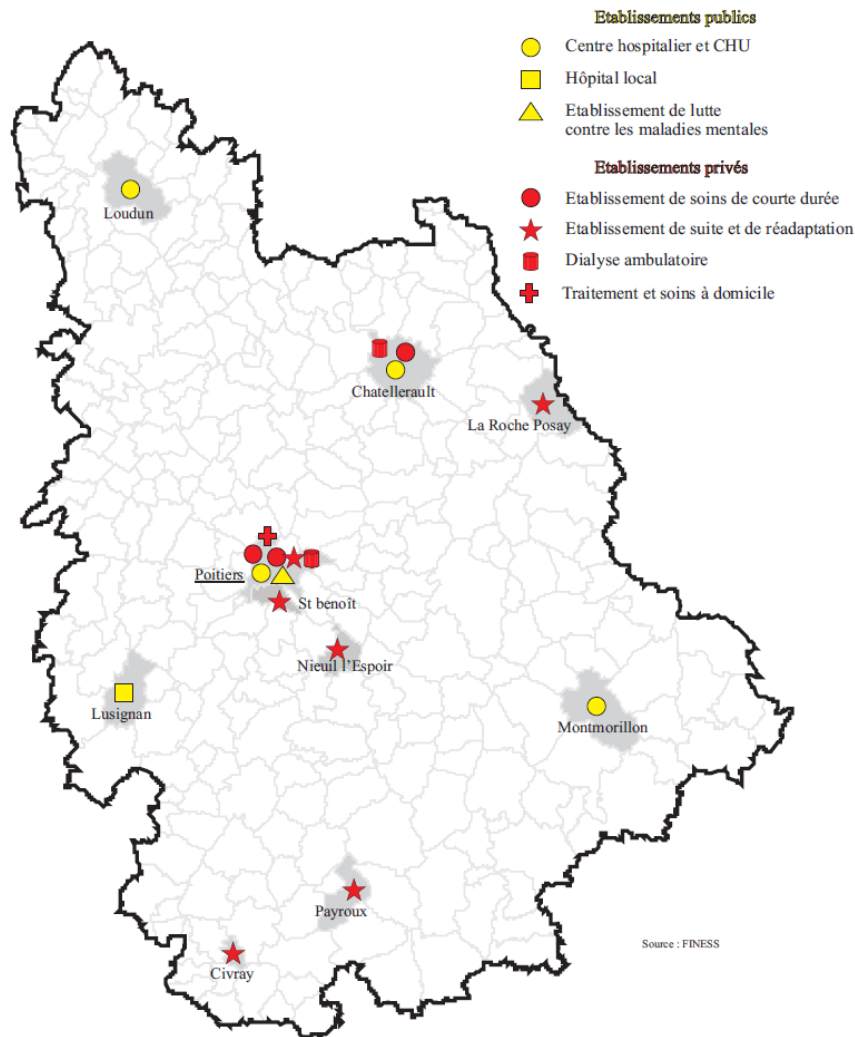 Etablissements publics
Centre hospitalier et CHU
Hôpital local
Etablissement de lutte
contre les maladies mentales
Etablissements privés
Etablissement de soins de courte durée
Etablissement de suite et de réadaptation
Dialyse ambulatoire
Traitement et soins à domicile
Loudun
Chatellerault
La Roche Posay
Poitiers
St benoît
Nieuil l'Espoir
Lusignan
Montmorillon
Payroux
Civray
Source : FINESS